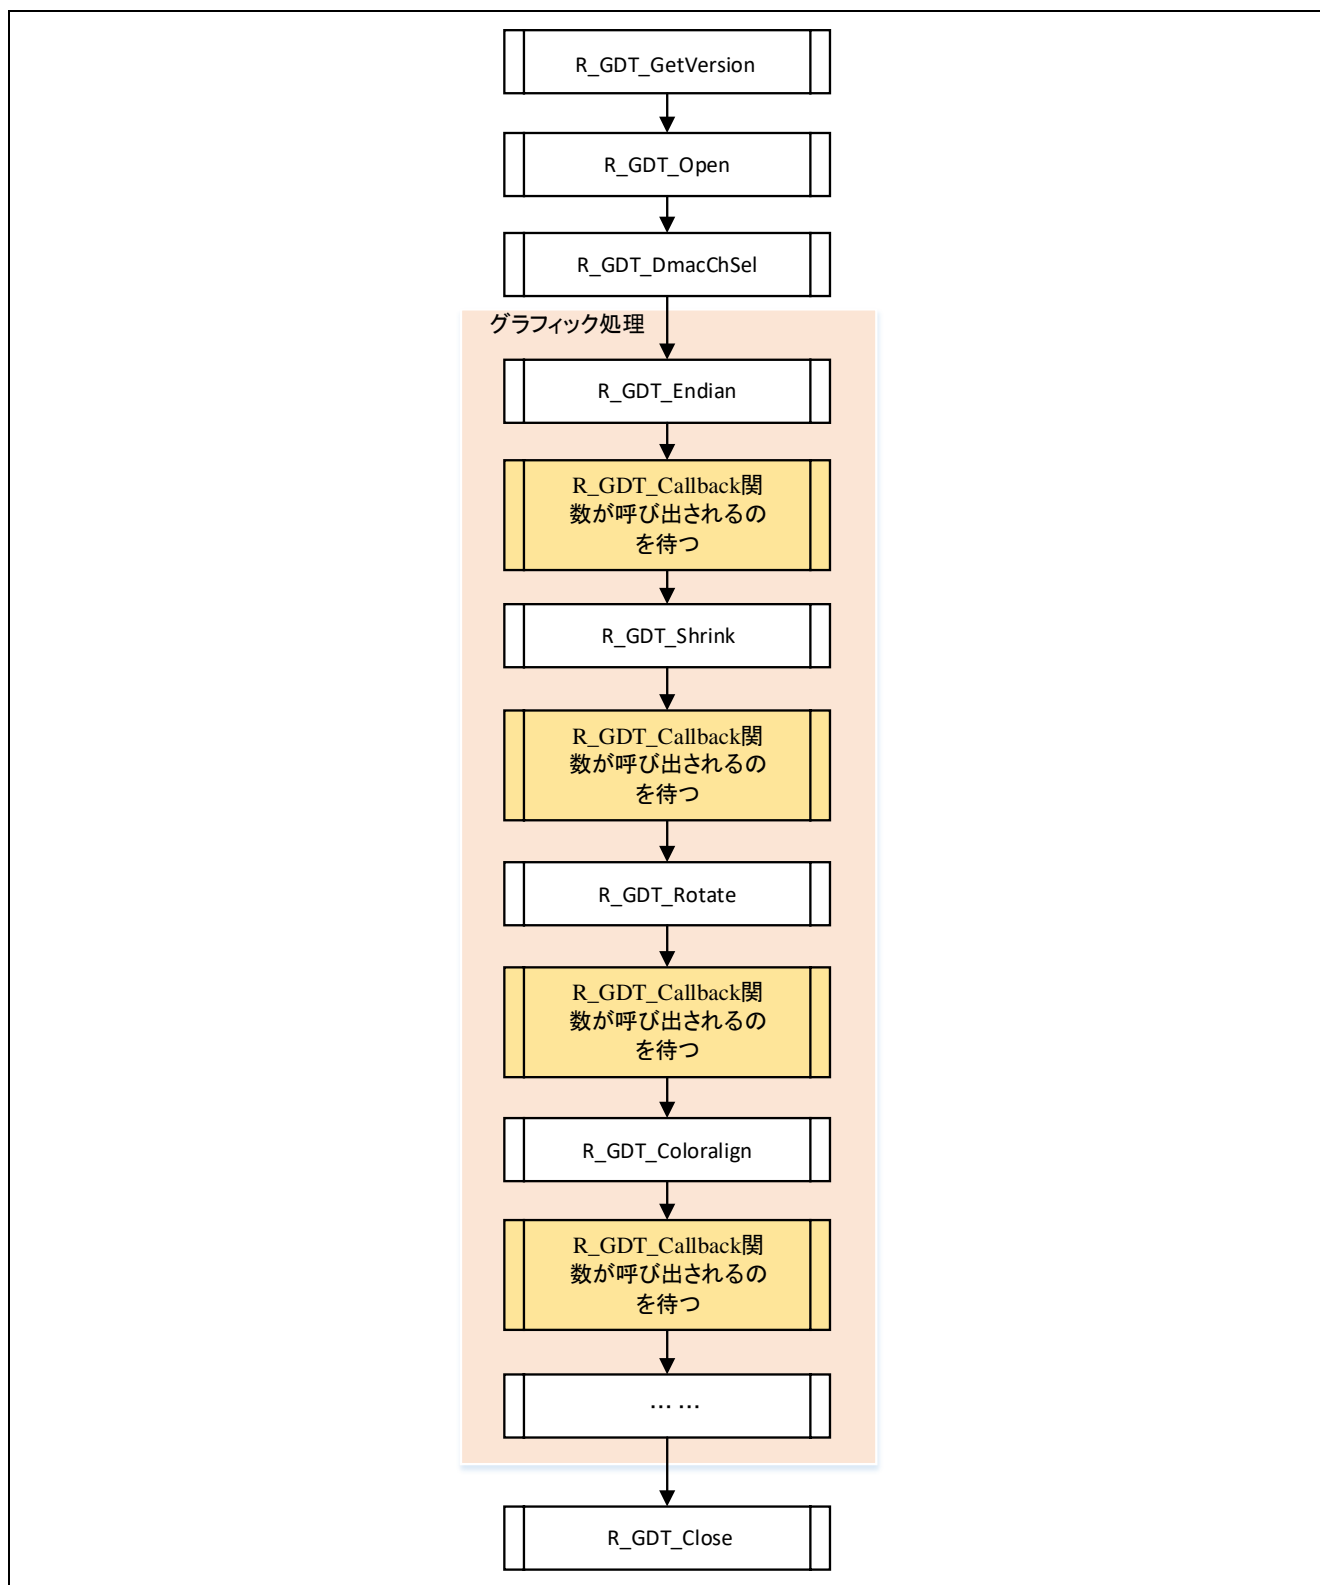 R_GDT_GetVersion
R_GDT_Open
R_GDT_DmacChSel
グラフィック処理
R_GDT_Endian
R_GDT_Callback関
数が呼び出されるの
を待つ
R_GDT_Shrink
R_GDT_Callback関
数が呼び出されるの
を待つ
R_GDT_Rotate
R_GDT_Callback関
数が呼び出されるの
を待つ
R_GDT_Coloralign
R_GDT_Callback関
数が呼び出されるの
を待つ
... ...
R_GDT_Close